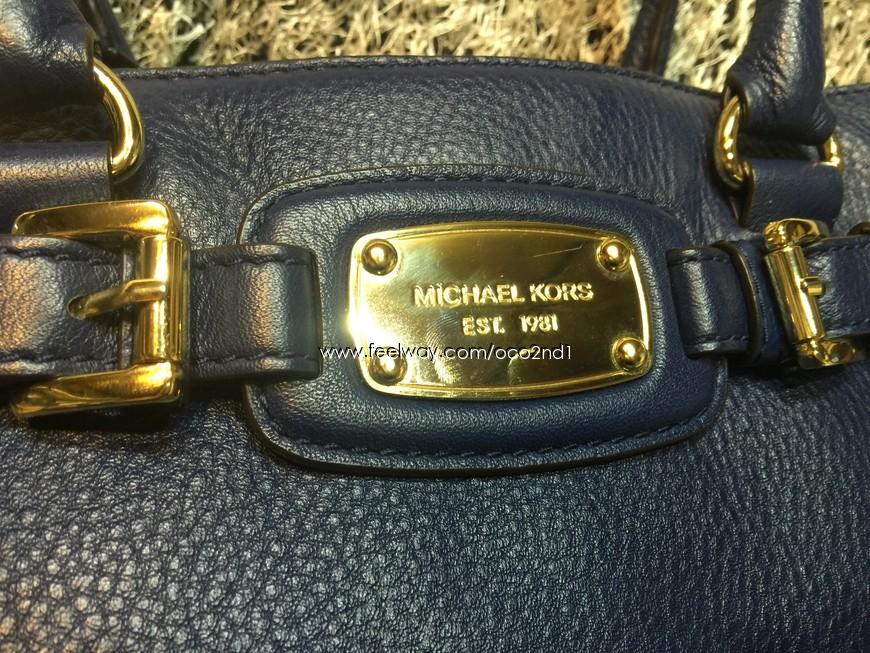 MICHAEL KORS
EST. 1981
www.feelway.com/oco2nd1